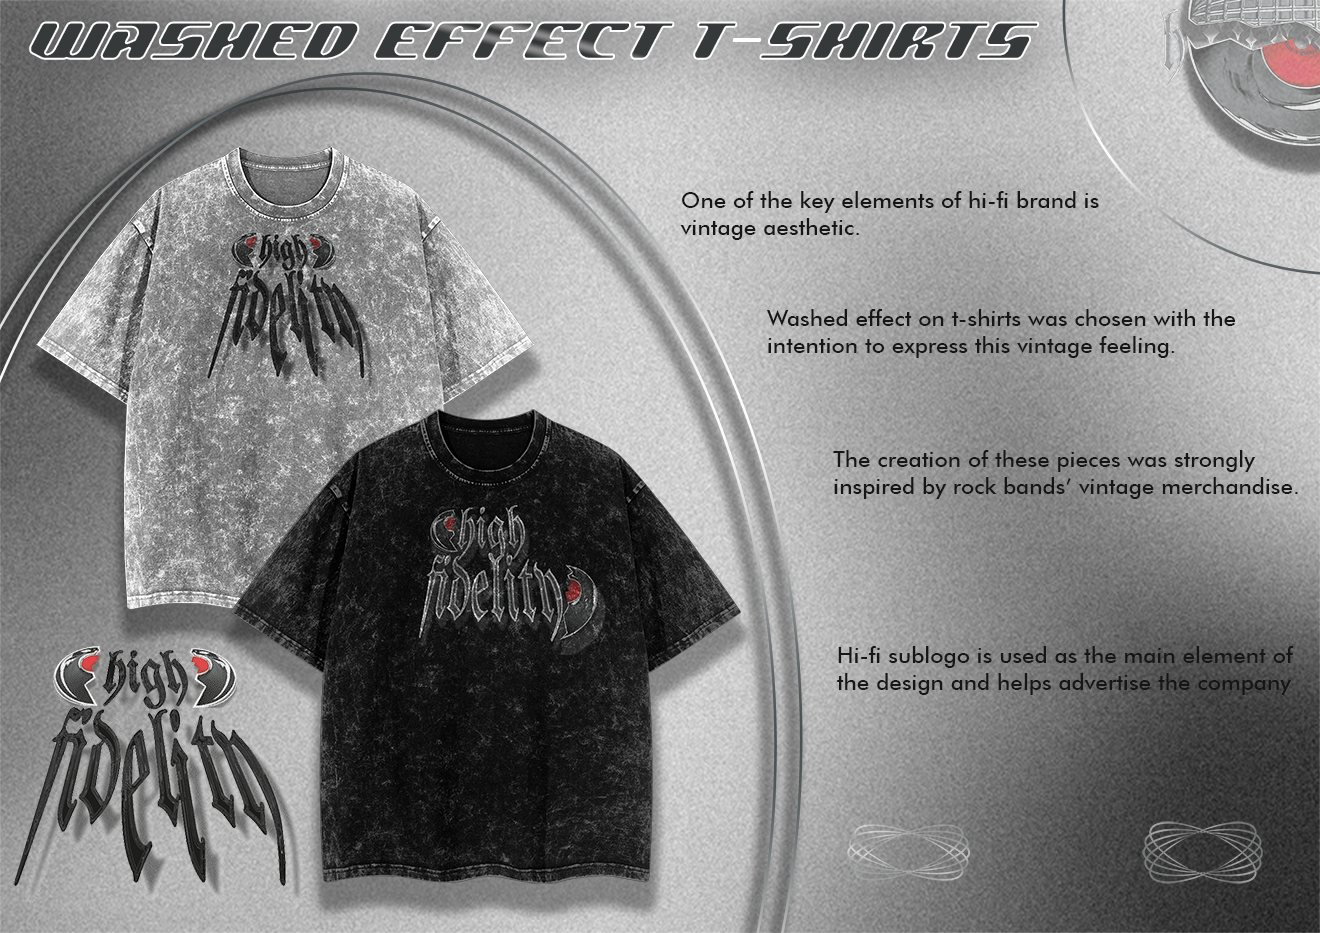 WASHED EFFECT T-SHIRTS
One of the key elements of hi-fi brand is
vintage aesthetic.
Washed effect on t-shirts was chosen with the
intention to express this vintage feeling.
The creation of these pieces was strongly
inspired by rock bands’ vintage merchandise.
Hi-fi sublogo is used as the main element of
the design and helps advertise the company
high
fidelity
high
fidelity
high
fidelity